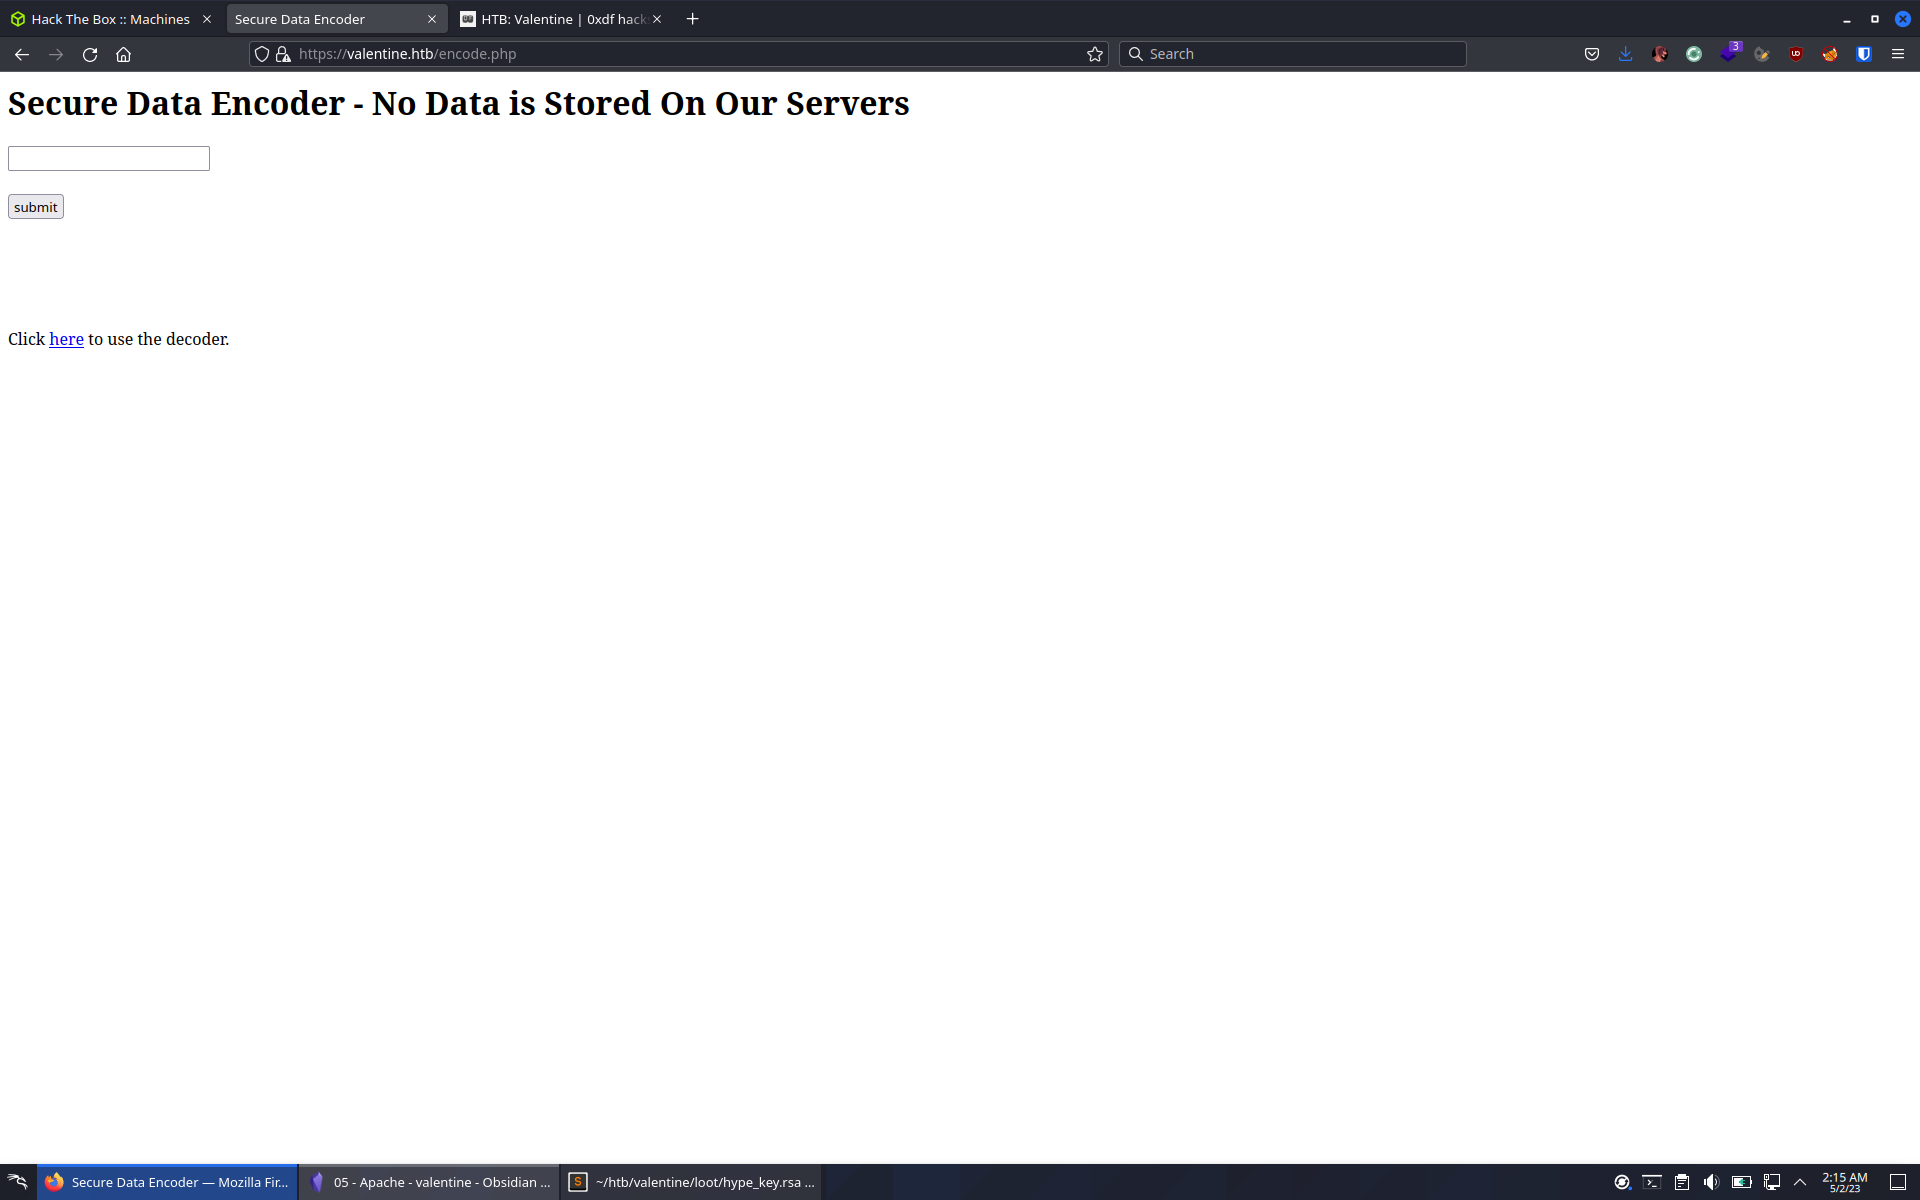 Hack The Box :: Machines
Secure Data Encoder
HTB: Valentine | 0xdf hack
https://valentine.htb/encode.php
Search
3
Secure Data Encoder - No Data is Stored On Our Servers
submit
Click here to use the decoder.
Secure Data Encoder — Mozilla Fir...
05 - Apache - valentine - Obsidian ...
S
~/htb/valentine/loot/hype_key.rsa ...
2:15 AM
5/2/23